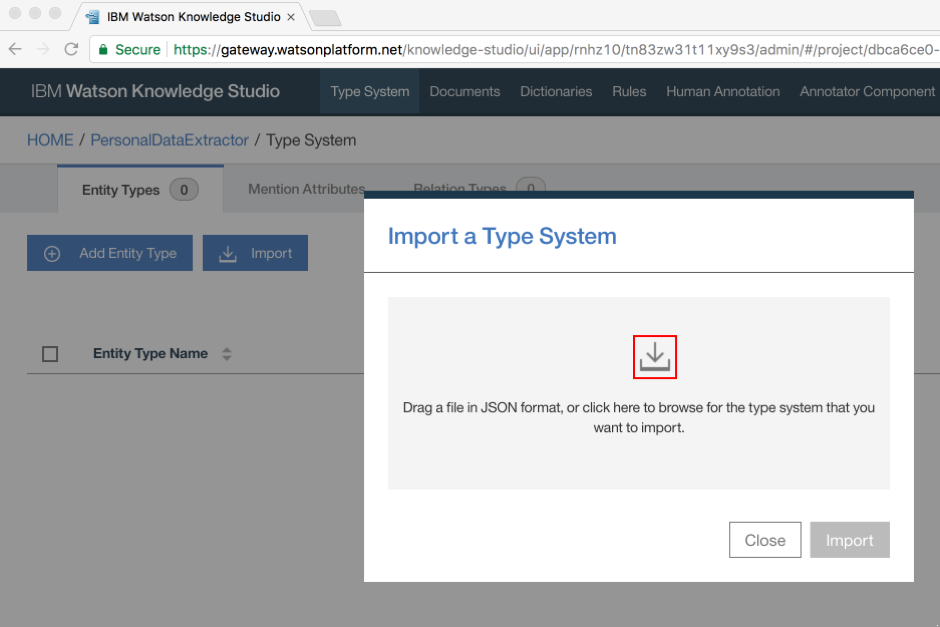 IBM Watson Knowledge Studio
Secure https://gateway.watsonplatform.net/knowledge-studio/ui/app/rnhz10/tn83zw31t11xy9s3/admin/#/project/dbca6ce0-
IBM Watson Knowledge Studio Type System Documents Dictionaries Rules Human Annotation Annotator Component
HOME / PersonalDataExtractor / Type System
Entity Types 0 Mention Attributes Relation Types 0
Add Entity Type Import
Entity Type Name
Import a Type System
Drag a file in JSON format, or click here to browse for the type system that you
want to import.
Close Import